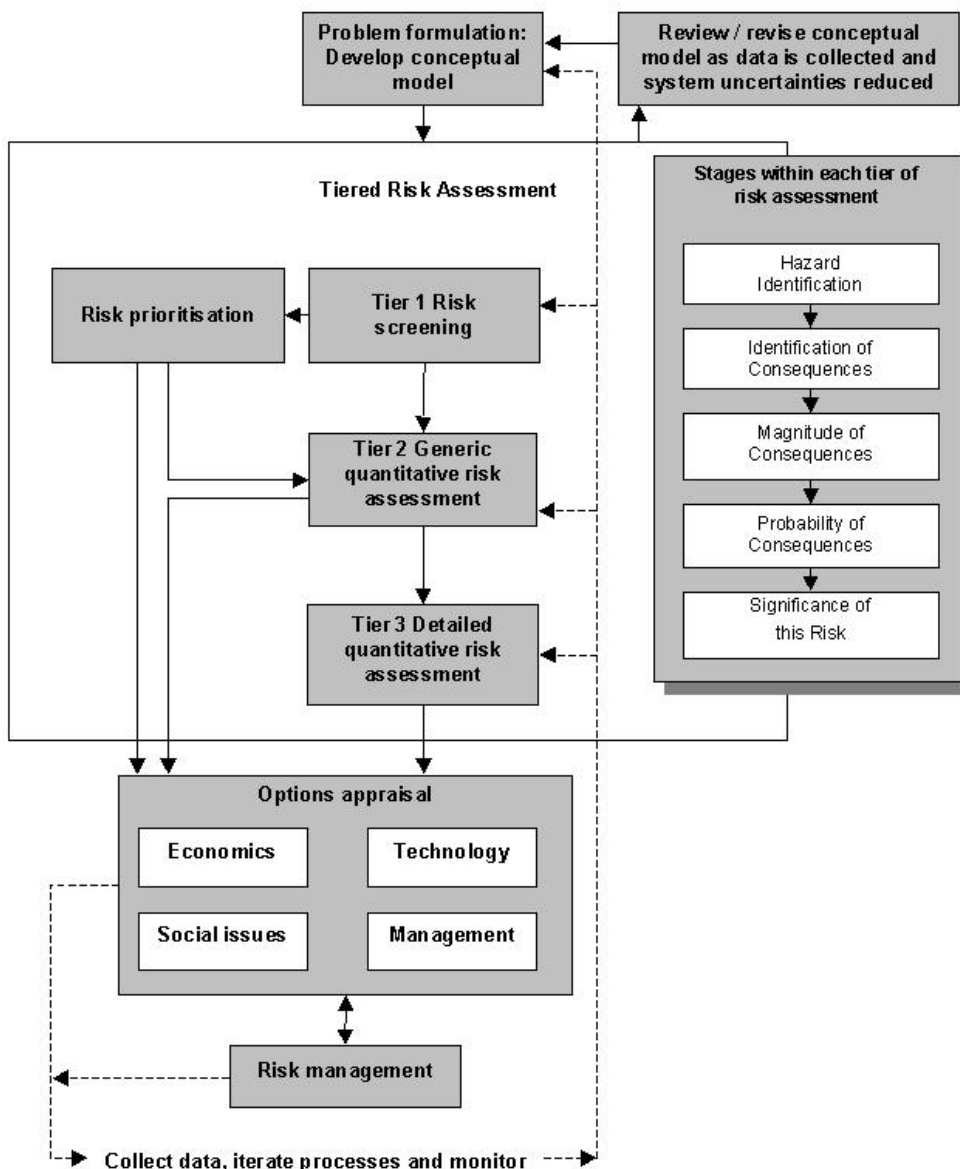 Problem formulation:
Develop conceptual
model
Review / revise conceptual
model as data is collected and
system uncertainties reduced
Tiered Risk Assessment
Stages within each tier of
risk assessment
Hazard
Identification
Identification of
Consequences
Magnitude of
Consequences
Probability of
Consequences
Significance of
this Risk
Risk prioritisation
Tier 1 Risk
screening
Tier 2 Generic
quantitative risk
assessment
Tier 3 Detailed
quantitative risk
assessment
Options appraisal
Economics
Technology
Social issues
Management
Risk management
Collect data, iterate processes and monitor